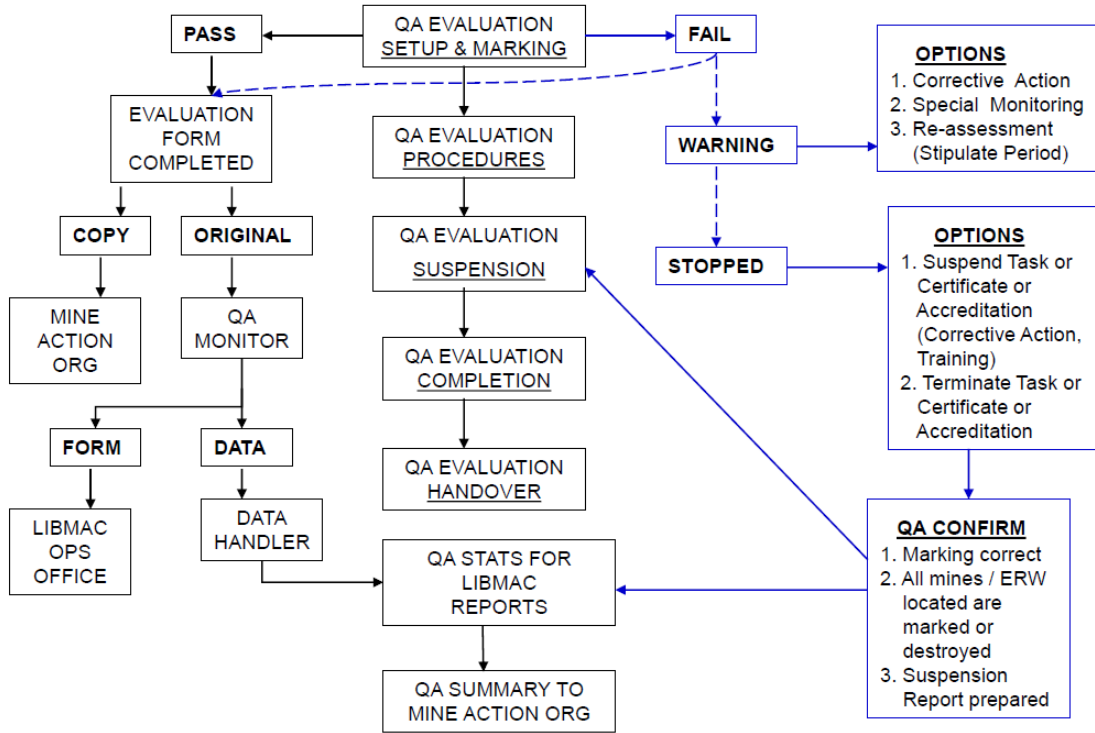 PASS
QA EVALUATION
SETUP & MARKING
FAIL
OPTIONS
1. Corrective Action
2. Special Monitoring
3. Re-assessment
(Stipulate Period)
EVALUATION
FORM
COMPLETED
QA EVALUATION
PROCEDURES
WARNING
COPY
ORIGINAL
QA EVALUATION
SUSPENSION
STOPPED
OPTIONS
1. Suspend Task or
Certificate or
Accreditation
(Corrective Action,
Training)
2. Terminate Task or
Certificate or
Accreditation
MINE
ACTION
ORG
QA
MONITOR
QA EVALUATION
COMPLETION
FORM
DATA
QA EVALUATION
HANDOVER
LIBMAC
OPS
OFFICE
DATA
HANDLER
QA STATS FOR
LIBMAC
REPORTS
QA CONFIRM
1. Marking correct
2. All mines / ERW
located are
marked or
destroyed
3. Suspension
Report prepared
QA SUMMARY TO
MINE ACTION ORG